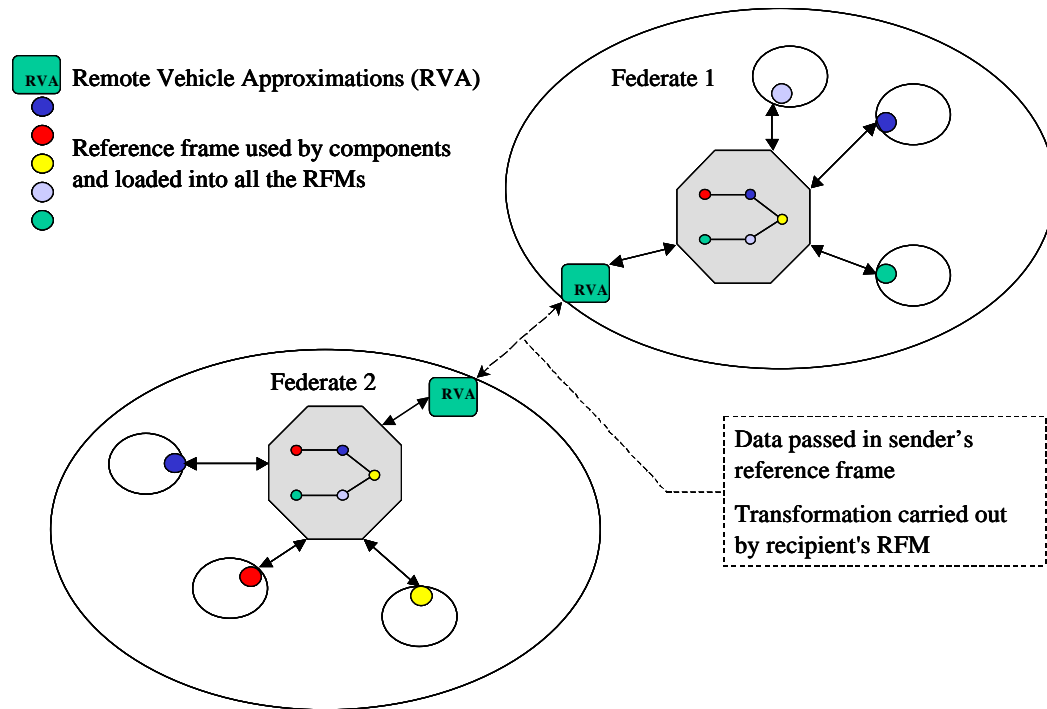 RVA
Remote Vehicle Approximations (RVA)
Reference frame used by components
and loaded into all the RFMs
Federate 1
RVA
Federate 2
RVA
Data passed in sender's
reference frame
Transformation carried out
by recipient's RFM